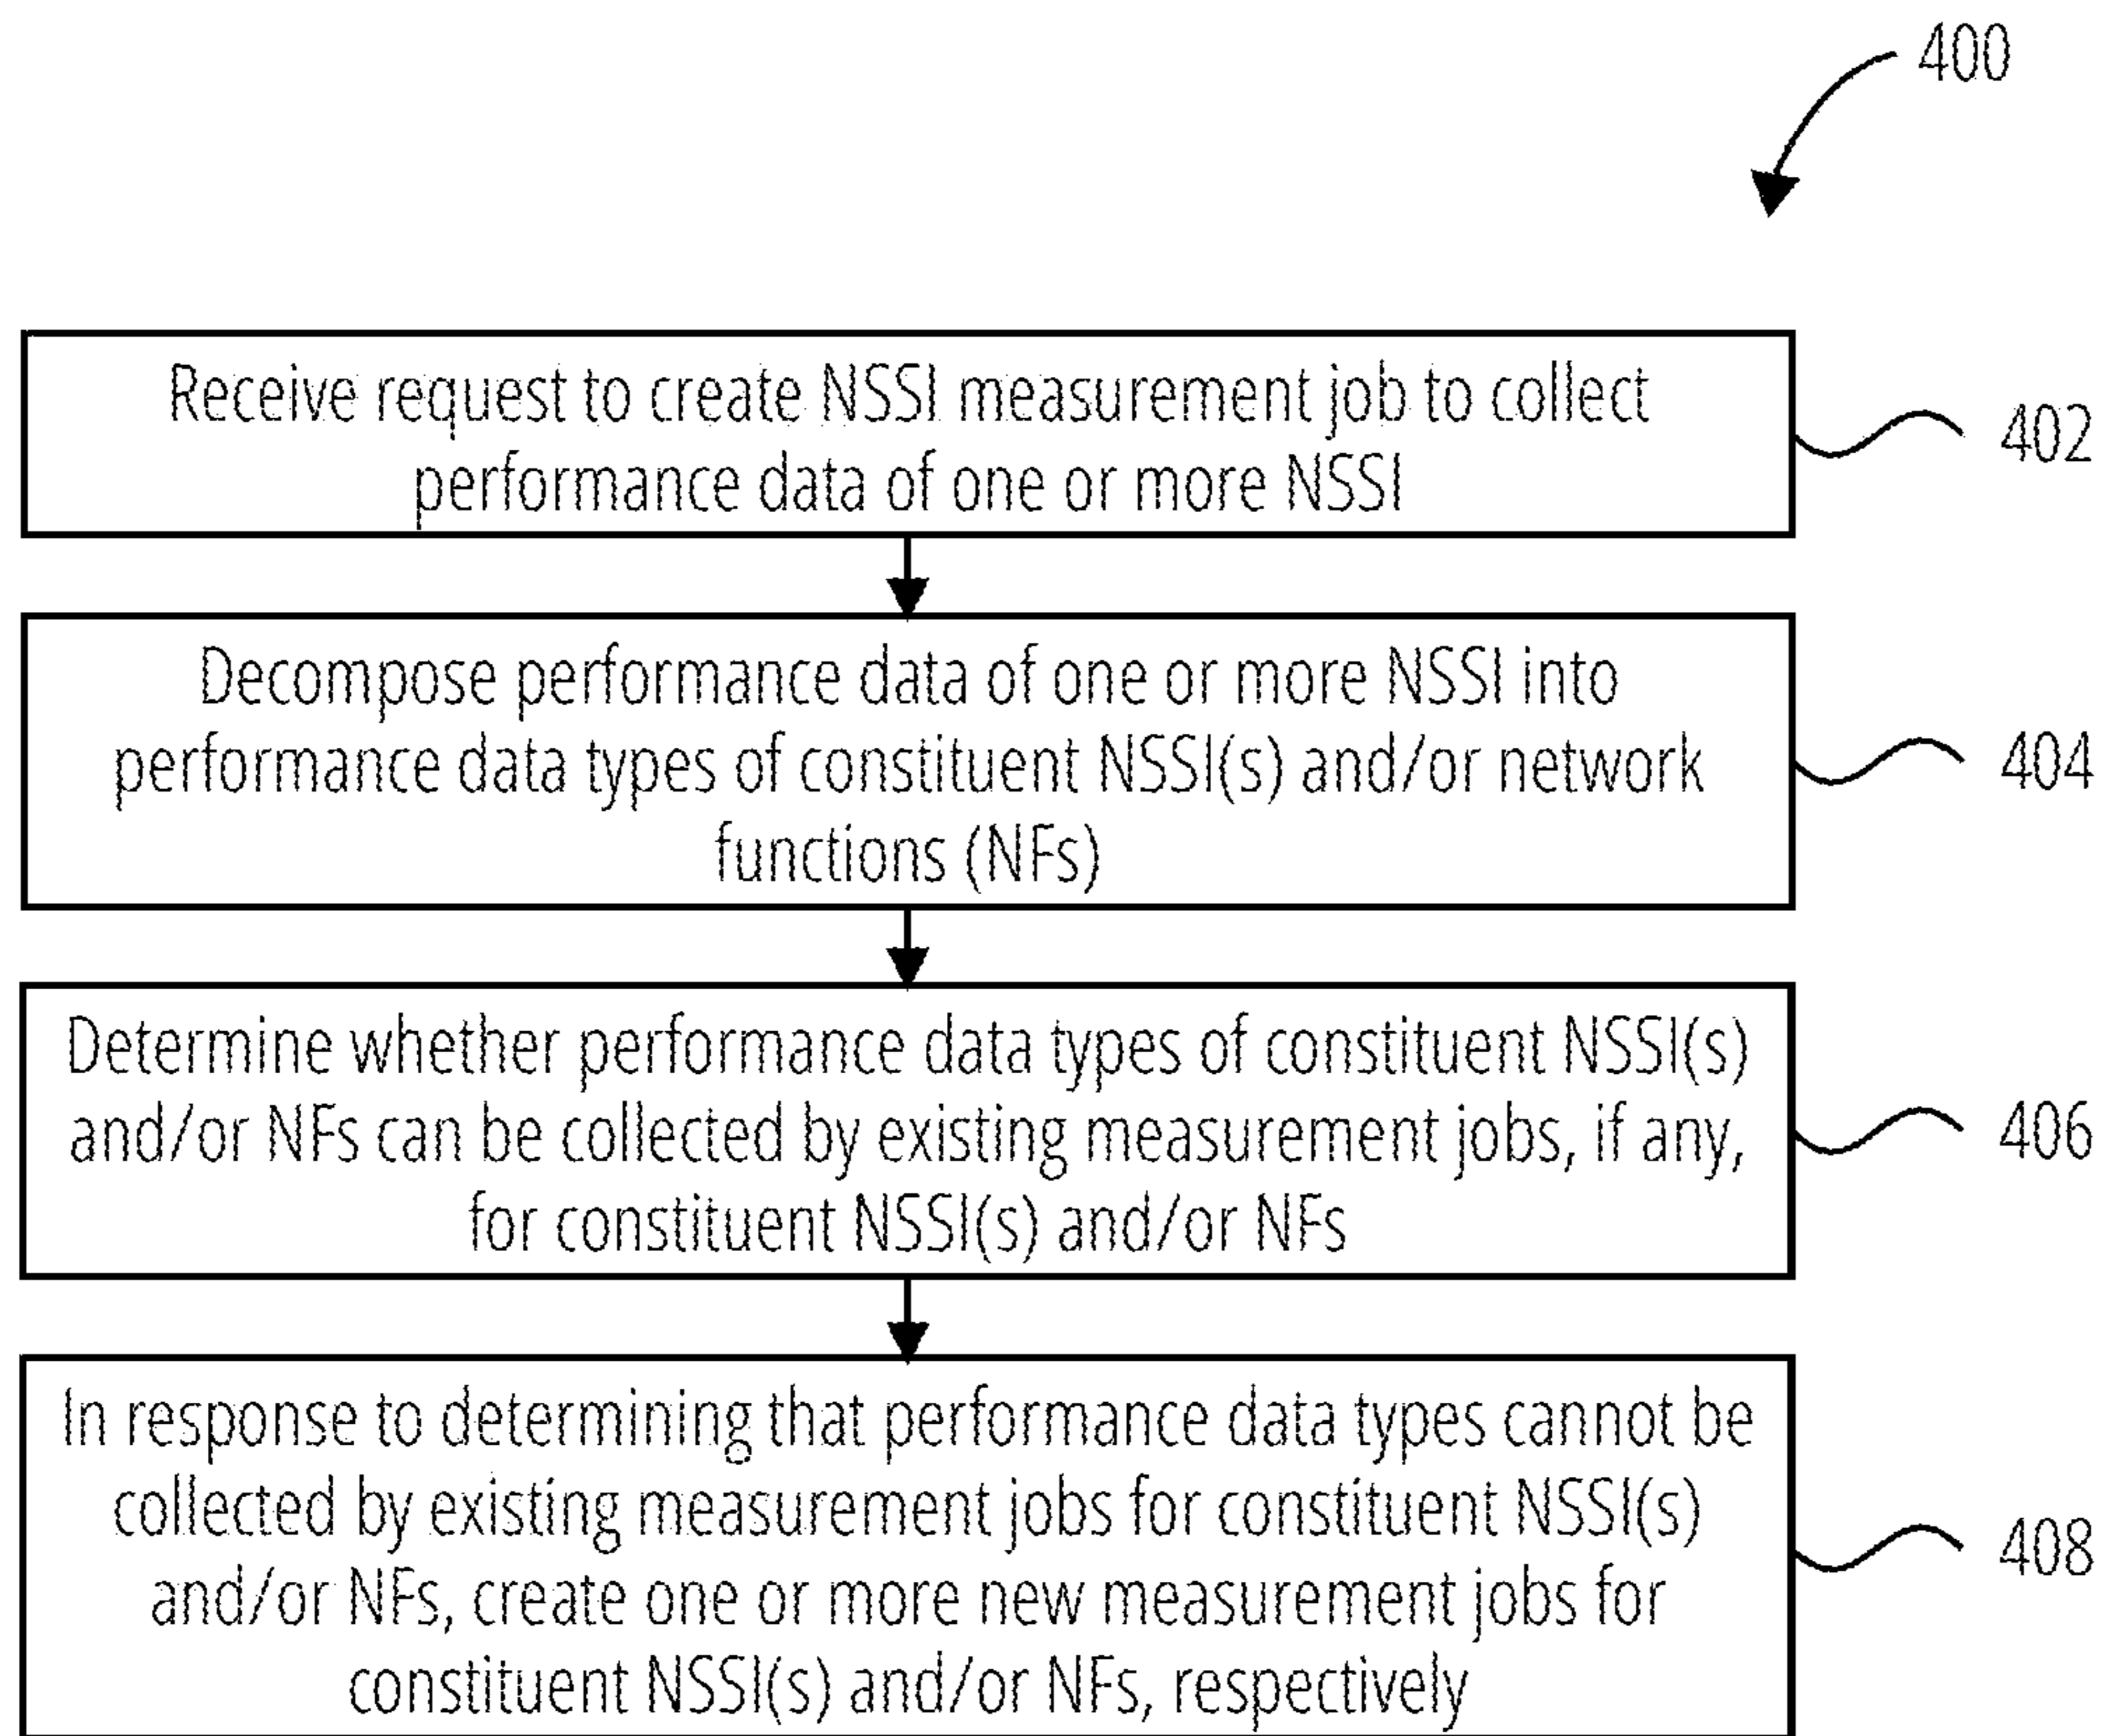 400
Receive request to create NSSI measurement job to collect
performance data of one or more NSSI
402
Decompose performance data of one or more NSSI into
performance data types of constituent NSSI(s) and/or network
functions (NFs)
404
Determine whether performance data types of constituent NSSI(s)
and/or NFs can be collected by existing measurement jobs, if any,
for constituent NSSI(s) and/or NFs
406
In response to determining that performance data types cannot be
collected by existing measurement jobs for constituent NSSI(s)
and/or NFs, create one or more new measurement jobs for
constituent NSSI(s) and/or NFs, respectively
408